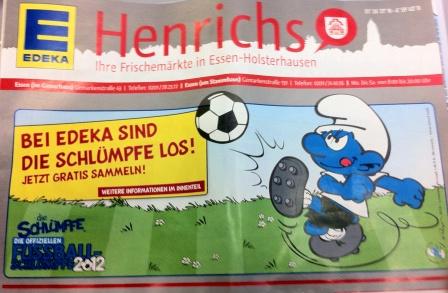 E
EDEKA
Henrichs
Ihre Frischemärkte in Essen-Holsterhausen
BEI EDEKA SIND
DIE SCHLÜMPFE LOS!
JETZT GRATIS SAMMELN!
WEITERE INFORMATIONEN IM INNENTEIL
die
SCHLÜMPFE
DIE OFFIZIELLEN
FUSSBALL
2012